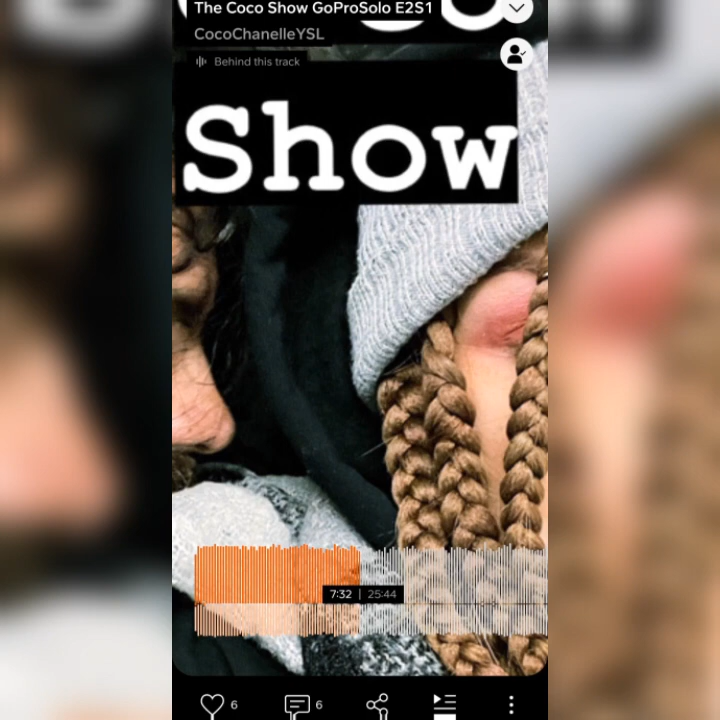 The Coco Show GoProSolo E2S1
CocoChanelleYSL
Behind this track
Show
7:32 | 25:44
6
6